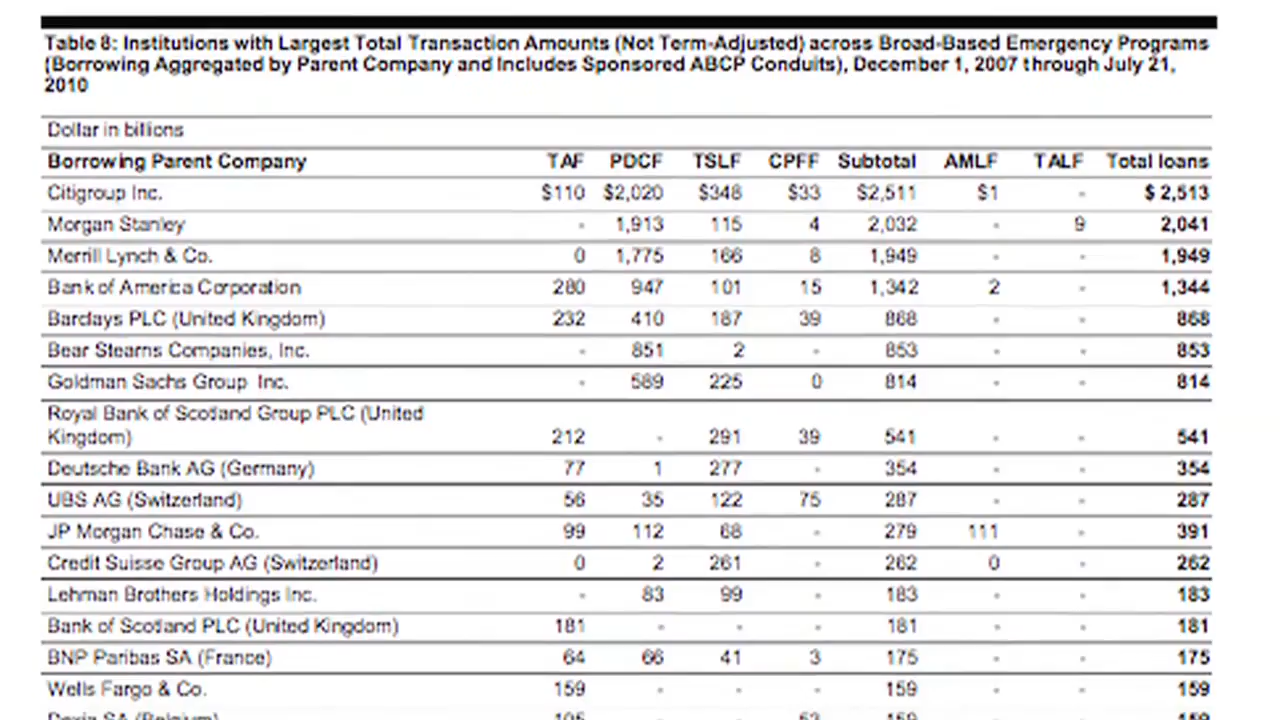 Table 8: Institutions with Largest Total Transaction Amounts (Not Term-Adjusted) across Broad-Based Emergency Programs
(Borrowing Aggregated by Parent Company and Includes Sponsored ABCP Conduits), December 1, 2007 through July 21,
2010
Dollar in billions
Borrowing Parent Company TAF PDCF TSLF CPFF Subtotal AMLF TALF Total loans
Citigroup Inc. $110 $2,020 $348 $33 $2,511 $1 - $ 2,513
Morgan Stanley - 1,913 115 4 2,032 - 9 2,041
Merrill Lynch & Co. 0 1,775 166 8 1,949 - - 1,949
Bank of America Corporation 280 947 101 15 1,342 2 - 1,344
Barclays PLC (United Kingdom) 232 410 187 39 868 - - 868
Bear Stearns Companies, Inc. - 851 2 - 853 - - 853
Goldman Sachs Group Inc. - 589 225 0 814 - - 814
Royal Bank of Scotland Group PLC (United
Kingdom) 212 - 291 39 541 - - 541
Deutsche Bank AG (Germany) 77 1 277 - 354 - - 354
UBS AG (Switzerland) 56 35 122 75 287 - - 287
JP Morgan Chase & Co. 99 112 68 - 279 111 - 391
Credit Suisse Group AG (Switzerland) 0 2 261 - 262 0 - 262
Lehman Brothers Holdings Inc. - 83 99 - 183 - - 183
Bank of Scotland PLC (United Kingdom) 181 - - - 181 - - 181
BNP Paribas SA (France) 64 66 41 3 175 - - 175
Wells Fargo & Co. 159 - - - 159 - - 159
Dexia SA (Belgium) 105 - - 53 159 - - 159